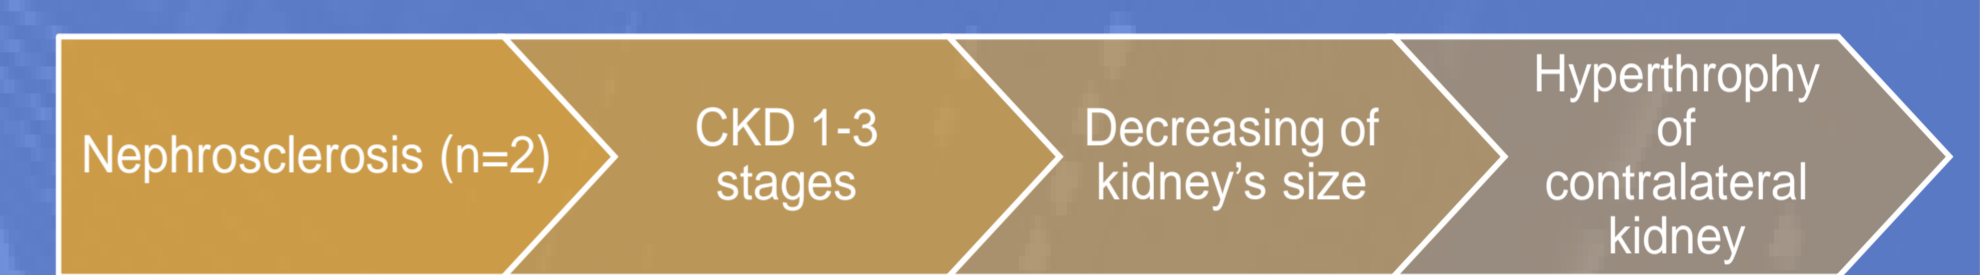 Nephrosclerosis (n=2)
CKD 1-3
stages
Decreasing of
kidney’s size
Hyperthrophy
of
contralateral
kidney